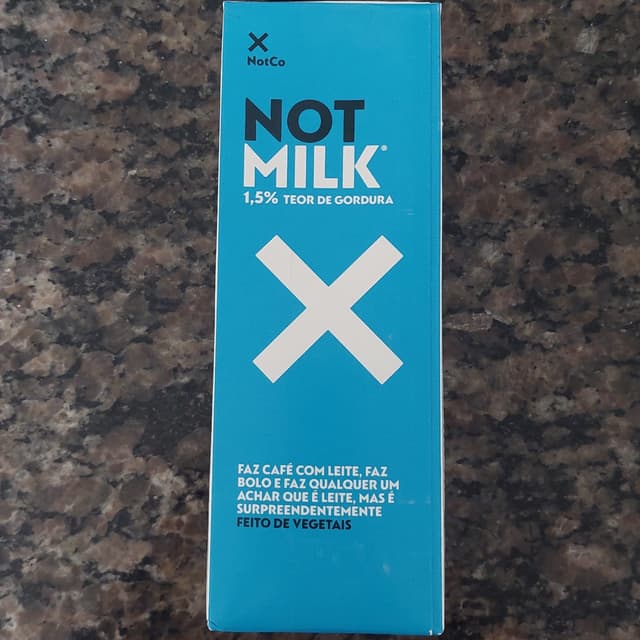 NotCo
NOT
MILK®
1,5% TEOR DE GORDURA
FAZ CAFÉ COM LEITE, FAZ
BOLO E FAZ QUALQUER UM
ACHAR QUE É LEITE, MAS É
SURPREENDENTEMENTE
FEITO DE VEGETAIS